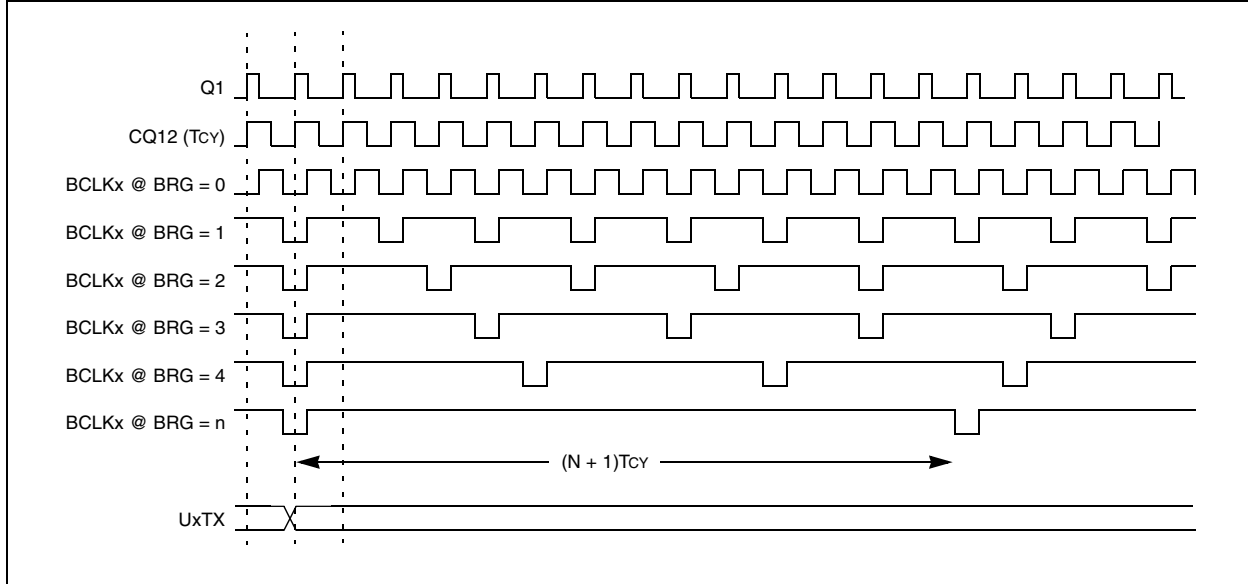 Q1
CQ12 (TCY)
BCLKx @ BRG = 0
BCLKx @ BRG = 1
BCLKx @ BRG = 2
BCLKx @ BRG = 3
BCLKx @ BRG = 4
BCLKx @ BRG = n
(N + 1)TCY
UxTX